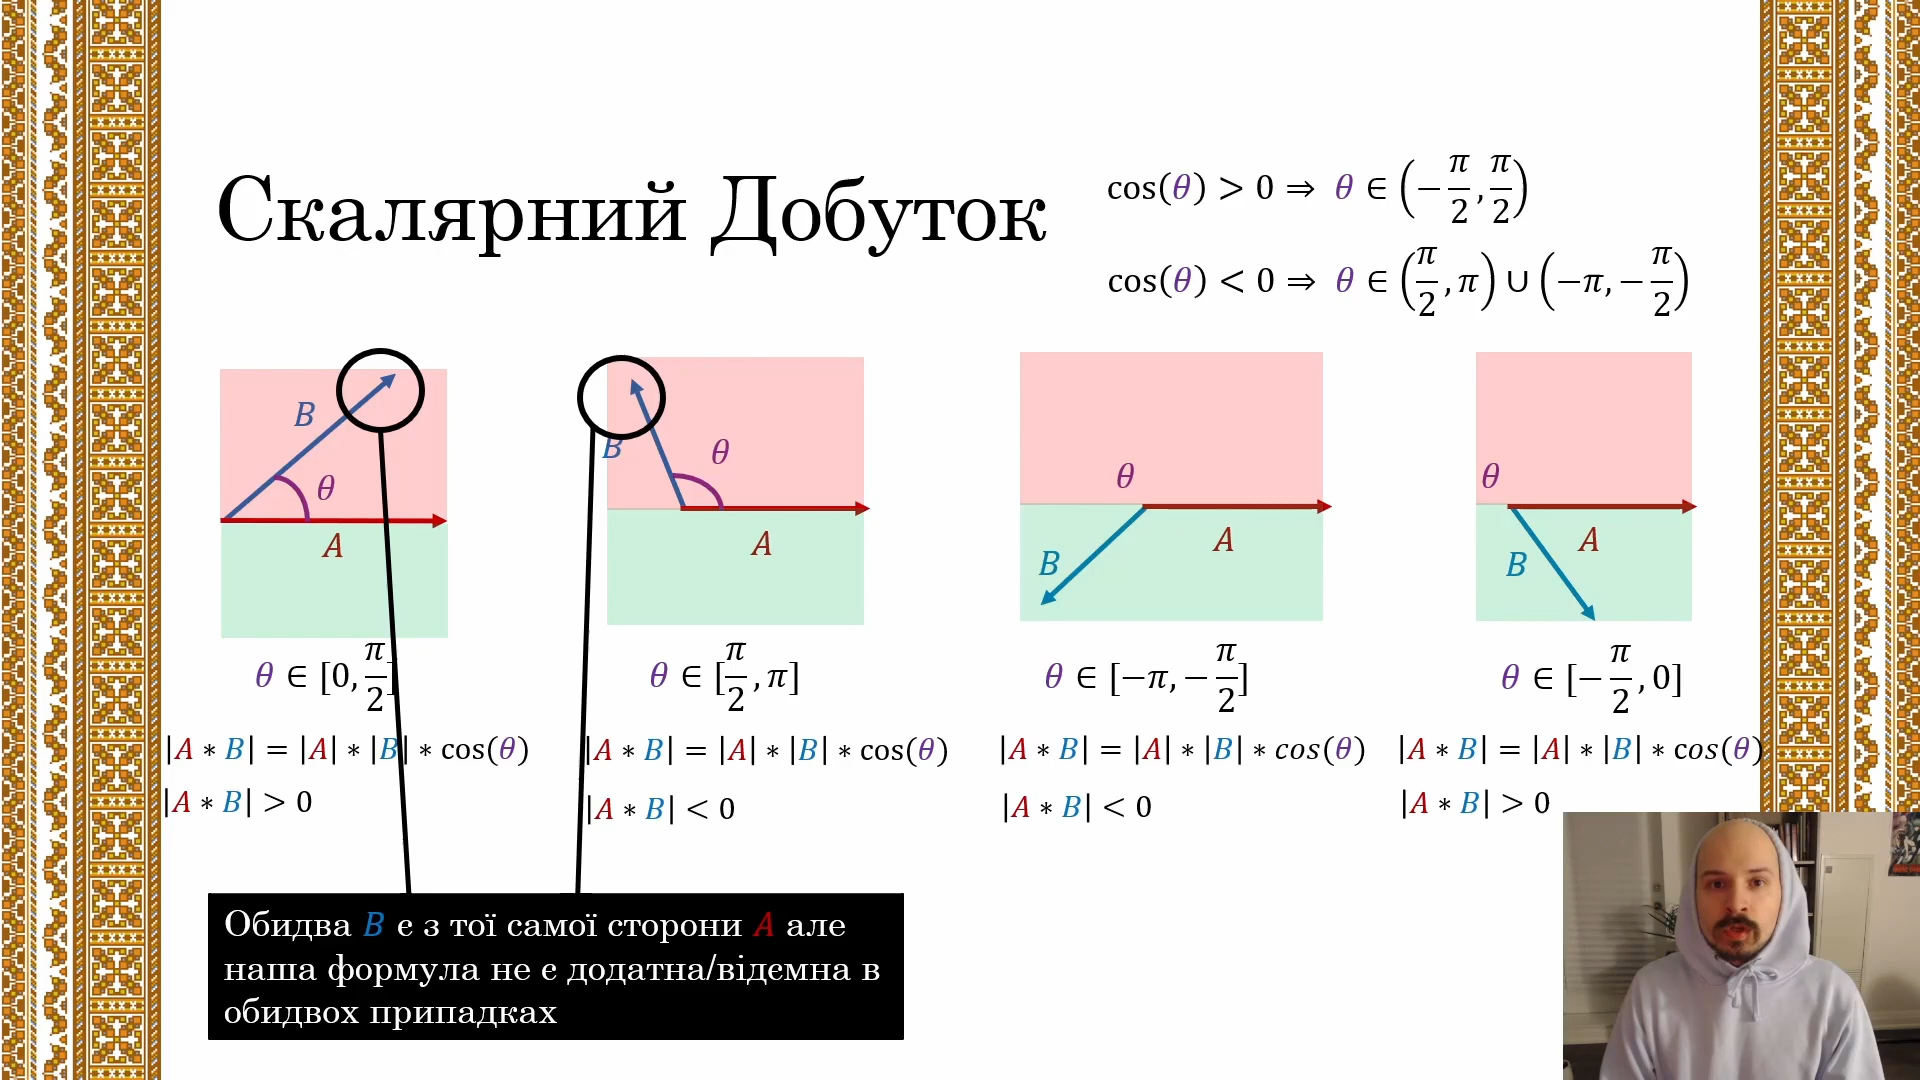 Скалярний Добуток
cos(θ) > 0 ⇒ θ ∈ (−π/2, π/2)
cos(θ) < 0 ⇒ θ ∈ (π/2, π) ∪ (−π, −π/2)
B
θ
A
B
θ
A
θ
B
A
θ
B
A
θ ∈ [0, π/2]
θ ∈ [π/2, π]
θ ∈ [−π, −π/2]
θ ∈ [−π/2, 0]
|A ∗ B| = |A| ∗ |B| ∗ cos(θ)
|A ∗ B| = |A| ∗ |B| ∗ cos(θ)
|A ∗ B| = |A| ∗ |B| ∗ cos(θ)
|A ∗ B| = |A| ∗ |B| ∗ cos(θ)
|A ∗ B| > 0
|A ∗ B| < 0
|A ∗ B| < 0
|A ∗ B| > 0
Обидва B є з тої самої сторони A але
наша формула не є додатна/відємна в
обидвох припадках